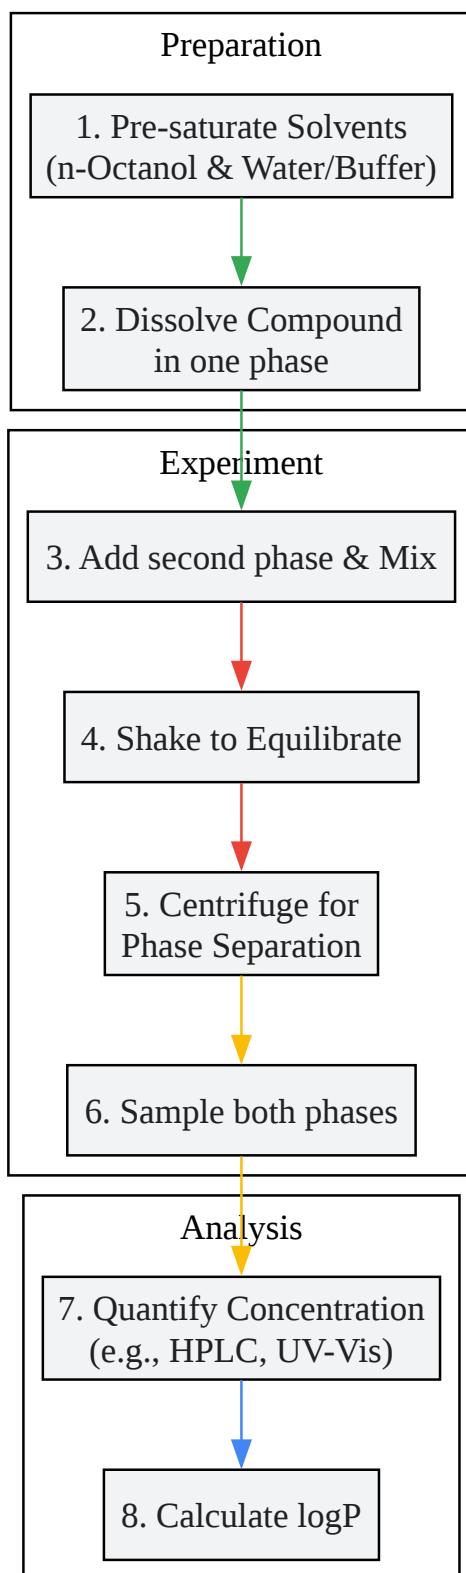 Preparation
1. Pre-saturate Solvents
(n-Octanol & Water/Buffer)
2. Dissolve Compound
in one phase
Experiment
3. Add second phase & Mix
4. Shake to Equilibrate
5. Centrifuge for
Phase Separation
6. Sample both phases
Analysis
7. Quantify Concentration
(e.g., HPLC, UV-Vis)
8. Calculate logP